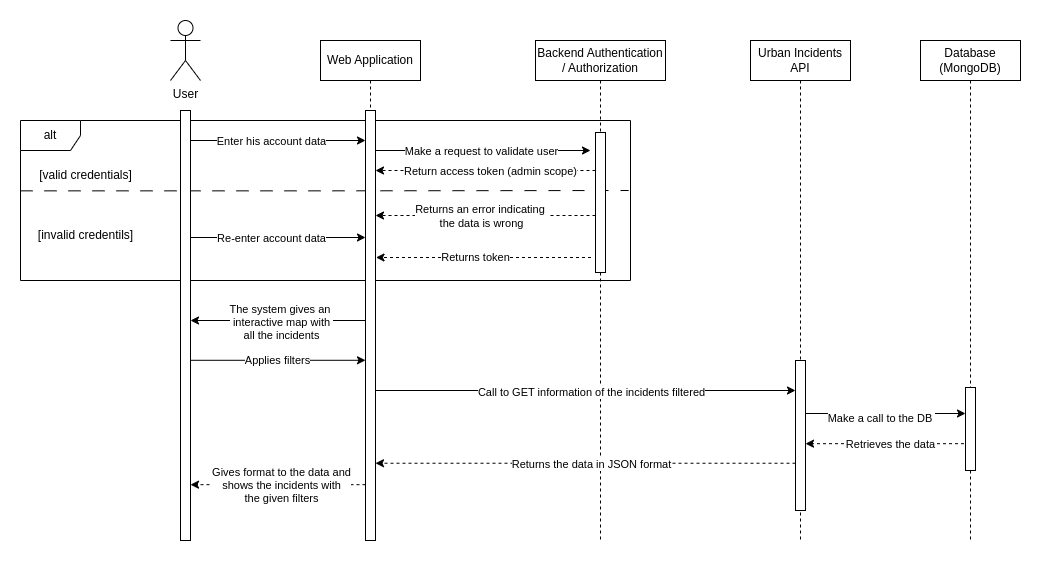 User
Web Application
Backend Authentication
/ Authorization
Urban Incidents
API
Database
(MongoDB)
alt
Enter his account data
Make a request to validate user
[valid credentials]
Return access token (admin scope)
Returns an error indicating
the data is wrong
[invalid credentils]
Re-enter account data
Returns token
The system gives an
interactive map with
all the incidents
Applies filters
Call to GET information of the incidents filtered
Make a call to the DB
Retrieves the data
Returns the data in JSON format
Gives format to the data and
shows the incidents with
the given filters